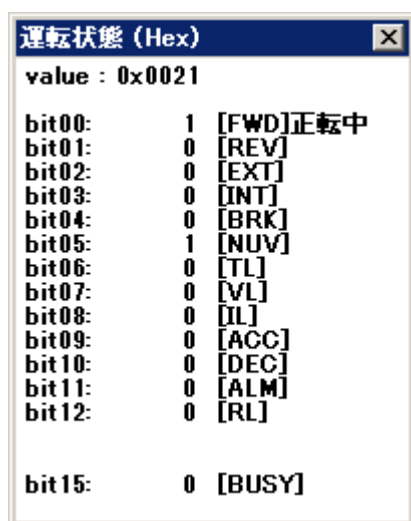 運転状態 (Hex)
value : 0x0021
bit00: 1 [FWD]正転中
bit01: 0 [REV]
bit02: 0 [EXT]
bit03: 0 [INT]
bit04: 0 [BRK]
bit05: 1 [NUV]
bit06: 0 [TL]
bit07: 0 [VL]
bit08: 0 [IL]
bit09: 0 [ACC]
bit10: 0 [DEC]
bit11: 0 [ALM]
bit12: 0 [RL]
bit15: 0 [BUSY]